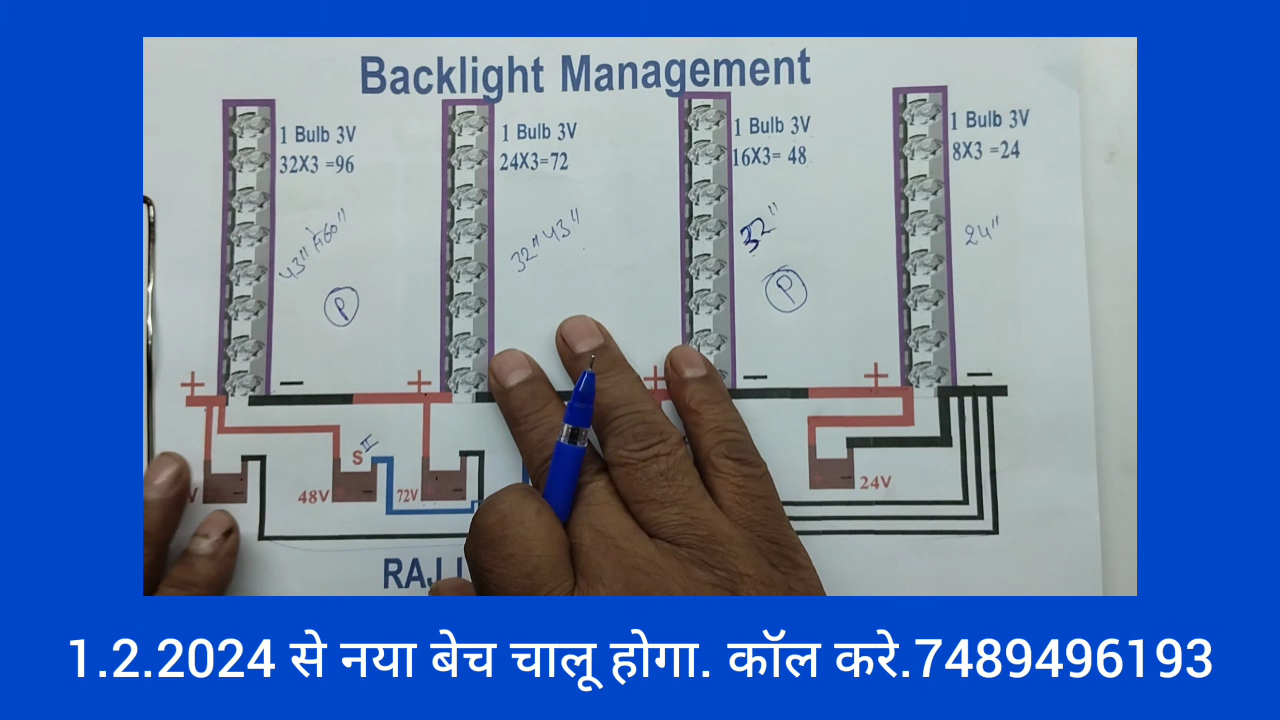 Backlight Management
1 Bulb 3V
32X3 =96
1 Bulb 3V
24X3=72
1 Bulb 3V
16X3= 48
1 Bulb 3V
8X3 =24
43" से 60"
32" 43"
32"
24"
P
P
+ −
+
+ −
+ −
S II
V
48V
72V
24V
RAJ
1.2.2024 से नया बेच चालू होगा. कॉल करे.7489496193